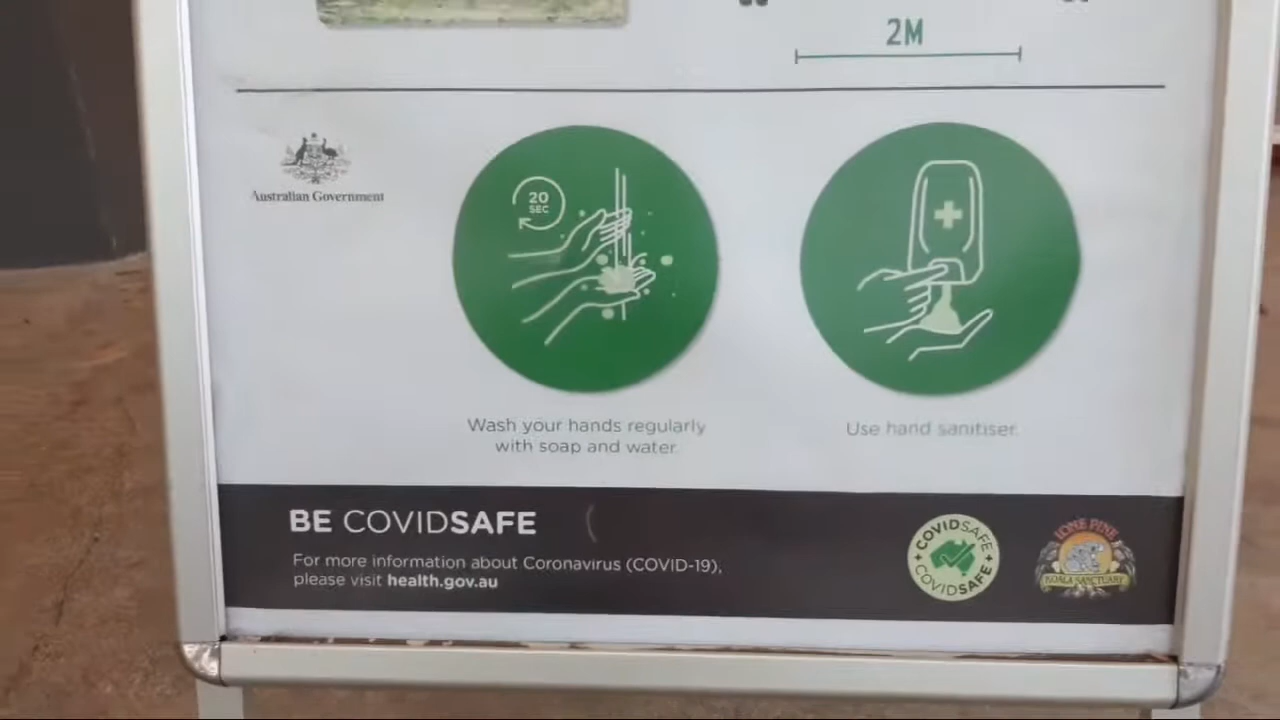 2M
Australian Government
20
SEC
Wash your hands regularly
with soap and water.
Use hand sanitiser.
BE COVIDSAFE
For more information about Coronavirus (COVID-19),
please visit health.gov.au
COVIDSAFE
COVIDSAFE
LONE PINE
KOALA SANCTUARY